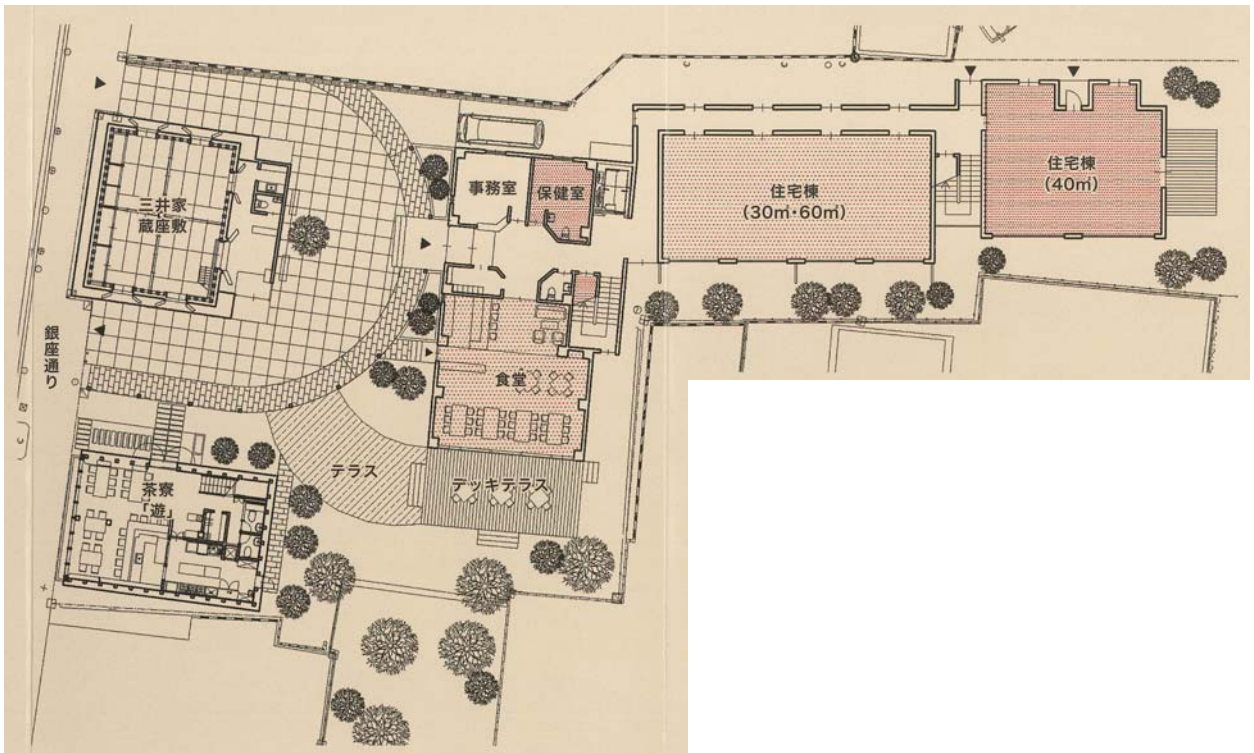 三井家
蔵座敷
事務室
保健室
住宅棟
(30㎡・60㎡)
住宅棟
(40㎡)
銀座通り
食堂
テラス
デッキテラス
茶寮
「遊」